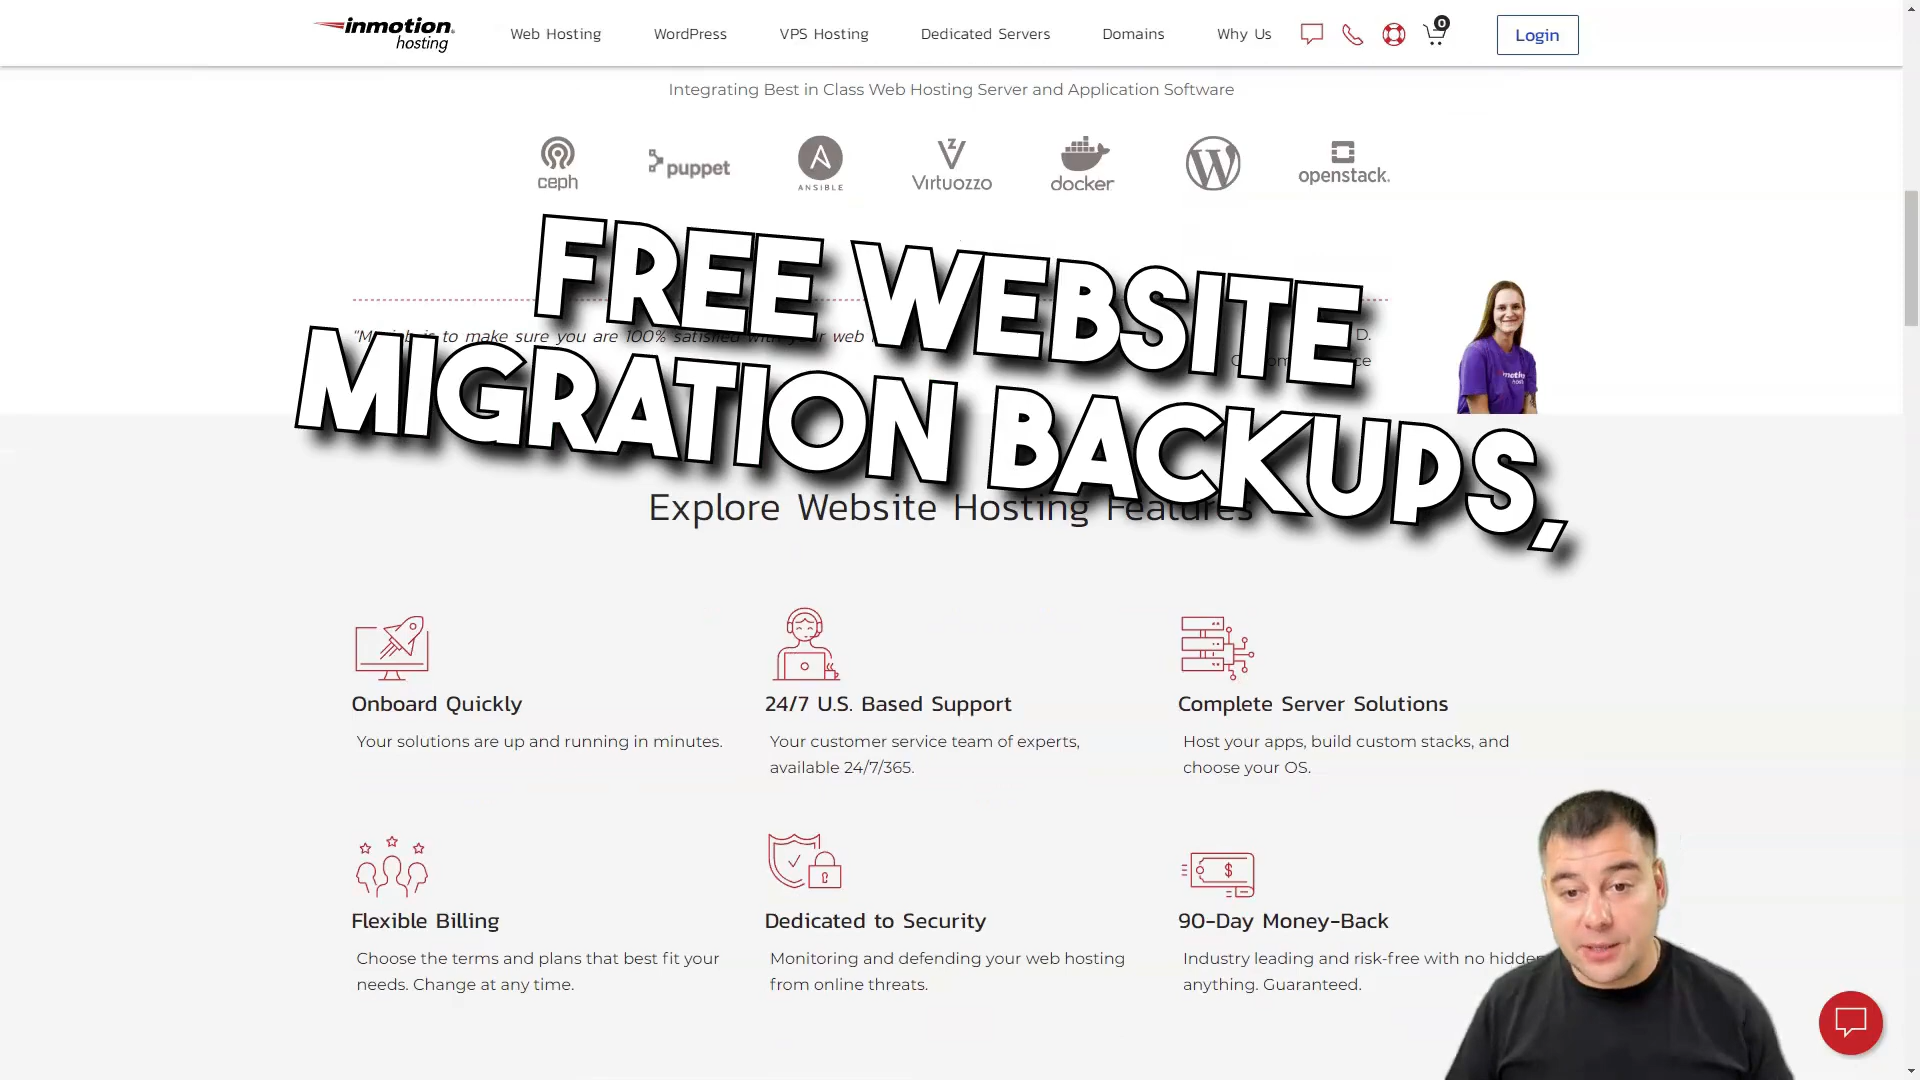 inmotion
hosting
Web Hosting WordPress VPS Hosting Dedicated Servers Domains Why Us 0 Login
Integrating Best in Class Web Hosting Server and Application Software
ceph puppet ANSIBLE Virtuozzo docker openstack.
FREE WEBSITE
MIGRATION BACKUPS,
is to make sure you are 100% satisfied with your web
D.
Explore Website Hosting Features
Onboard Quickly
Your solutions are up and running in minutes.
24/7 U.S. Based Support
Your customer service team of experts,
available 24/7/365.
Complete Server Solutions
Host your apps, build custom stacks, and
choose your OS.
Flexible Billing
Choose the terms and plans that best fit your
needs. Change at any time.
Dedicated to Security
Monitoring and defending your web hosting
from online threats.
90-Day Money-Back
Industry leading and risk-free with no hidden
anything. Guaranteed.